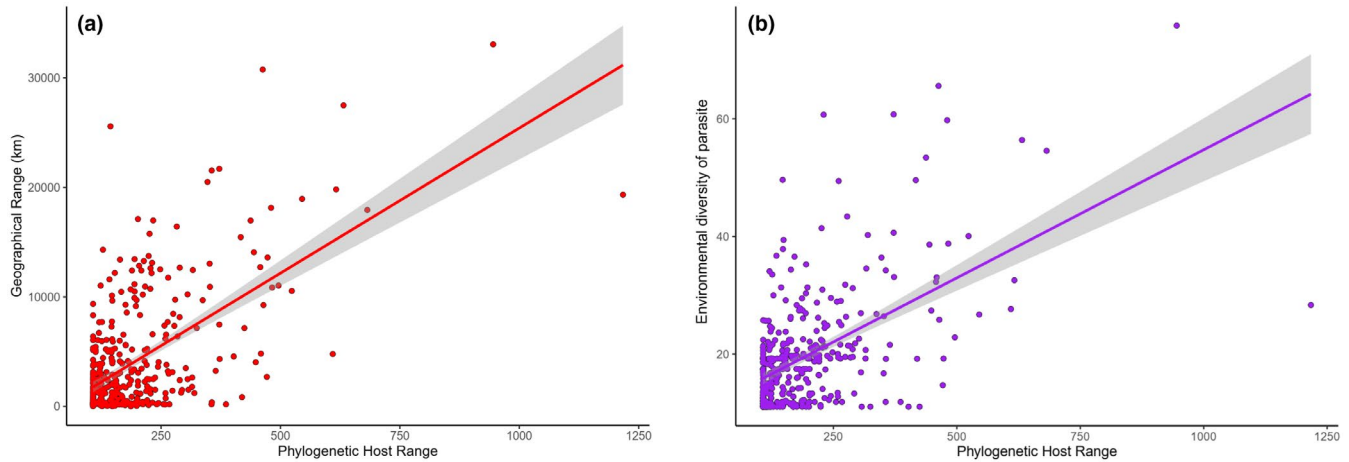 (a)
Geographical Range (km)
30000
20000
10000
0
250
500
750
1000
1250
Phylogenetic Host Range
(b)
Environmental diversity of parasite
60
40
20
250
500
750
1000
1250
Phylogenetic Host Range